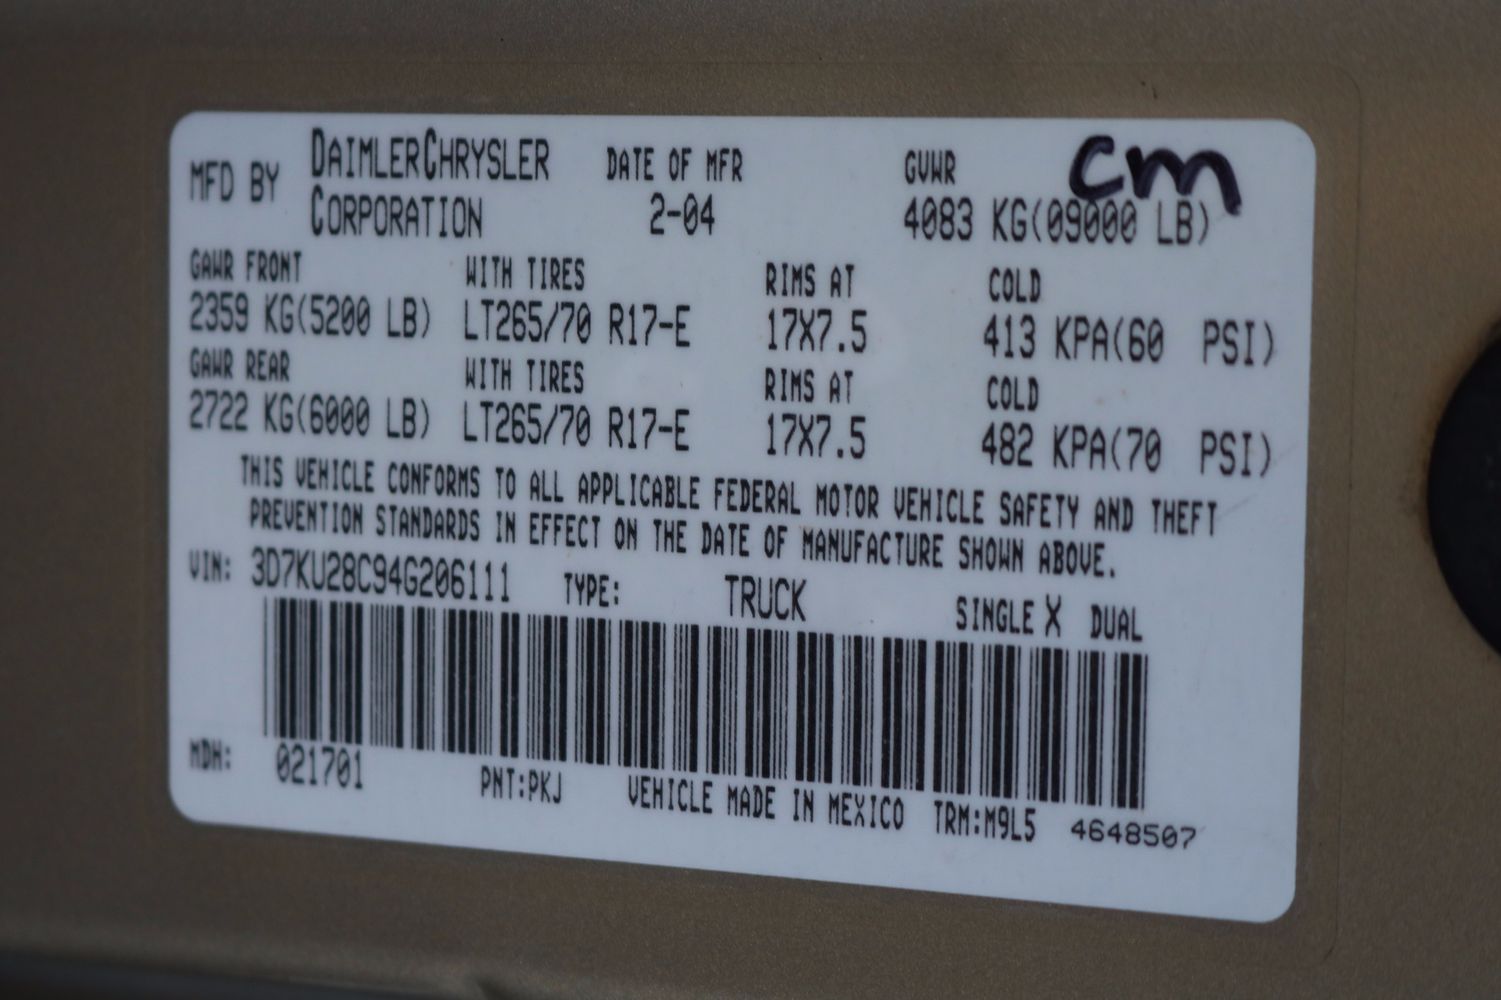 MFD BY DAIMLERCHRYSLER CORPORATION DATE OF MFR 2-04 GVWR cm 4083 KG(09000 LB)
GAWR FRONT WITH TIRES RIMS AT COLD
2359 KG(5200 LB) LT265/70 R17-E 17X7.5 413 KPA(60 PSI)
GAWR REAR WITH TIRES RIMS AT COLD
2722 KG(6000 LB) LT265/70 R17-E 17X7.5 482 KPA(70 PSI)
THIS VEHICLE CONFORMS TO ALL APPLICABLE FEDERAL MOTOR VEHICLE SAFETY AND THEFT
PREVENTION STANDARDS IN EFFECT ON THE DATE OF MANUFACTURE SHOWN ABOVE.
VIN: 3D7KU28C94G206111 TYPE: TRUCK SINGLE X DUAL
MDH: 021701 PNT:PKJ VEHICLE MADE IN MEXICO TRM:M9L5 4648507